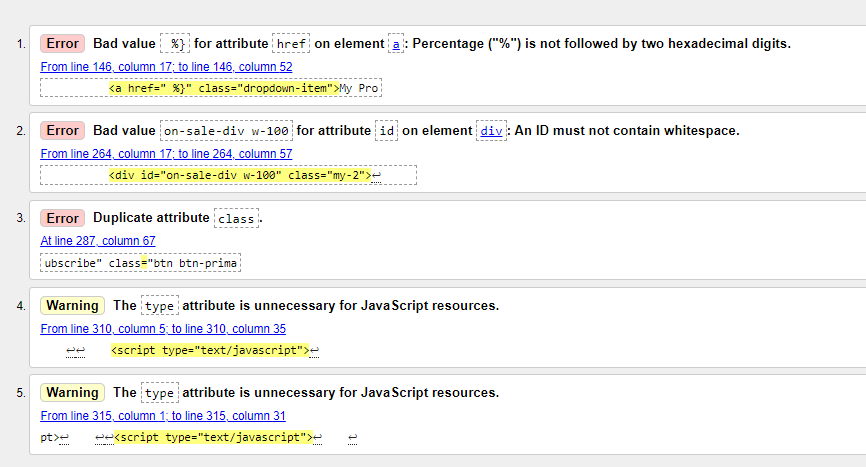 1. Error Bad value  %} for attribute href on element a: Percentage ("%") is not followed by two hexadecimal digits.
From line 146, column 17; to line 146, column 52
<a href=" %}" class="dropdown-item">My Pro
2. Error Bad value on-sale-div w-100 for attribute id on element div: An ID must not contain whitespace.
From line 264, column 17; to line 264, column 57
<div id="on-sale-div w-100" class="my-2">↩
3. Error Duplicate attribute class.
At line 287, column 67
ubscribe" class="btn btn-prima
4. Warning The type attribute is unnecessary for JavaScript resources.
From line 310, column 5; to line 310, column 35
↩↩ <script type="text/javascript">↩
5. Warning The type attribute is unnecessary for JavaScript resources.
From line 315, column 1; to line 315, column 31
pt>↩ ↩↩<script type="text/javascript">↩ ↩